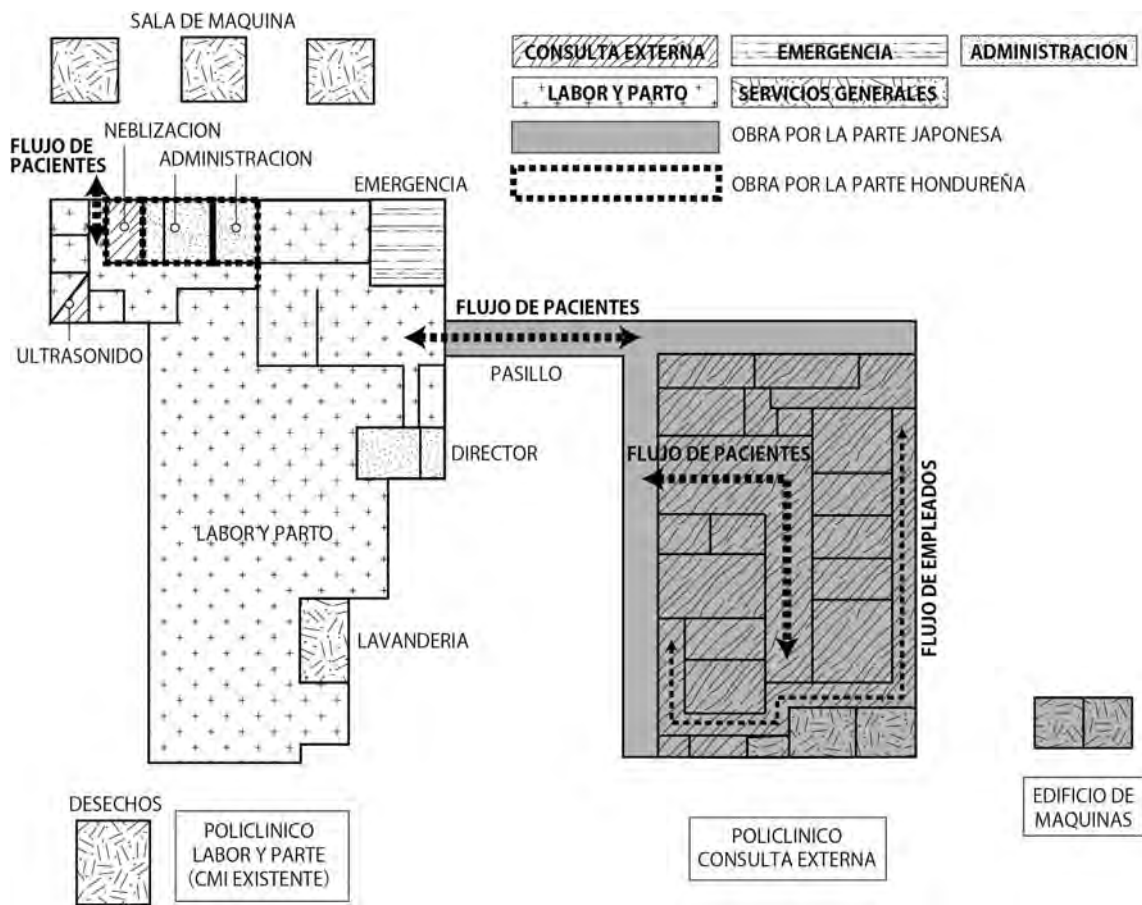 SALA DE MAQUINA
CONSULTA EXTERNA
EMERGENCIA
ADMINISTRACION
LABOR Y PARTO
SERVICIOS GENERALES
OBRA POR LA PARTE JAPONESA
OBRA POR LA PARTE HONDUREÑA
NEBLIZACION
FLUJO DE
PACIENTES
ADMINISTRACION
EMERGENCIA
FLUJO DE PACIENTES
ULTRASONIDO
PASILLO
DIRECTOR
FLUJO DE PACIENTES
FLUJO DE EMPLEADOS
LABOR Y PARTO
LAVANDERIA
DESECHOS
POLICLINICO
LABOR Y PARTE
(CMI EXISTENTE)
POLICLINICO
CONSULTA EXTERNA
EDIFICIO DE
MAQUINAS